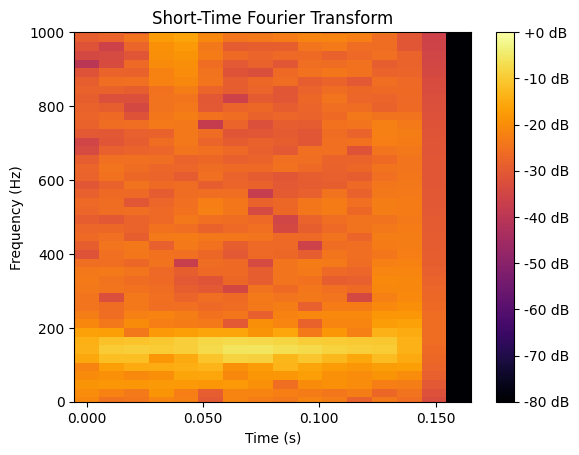 Short-Time Fourier Transform
1000
800
600
400
200
0
Frequency (Hz)
0.000
0.050
0.100
0.150
Time (s)
+0 dB
-10 dB
-20 dB
-30 dB
-40 dB
-50 dB
-60 dB
-70 dB
-80 dB